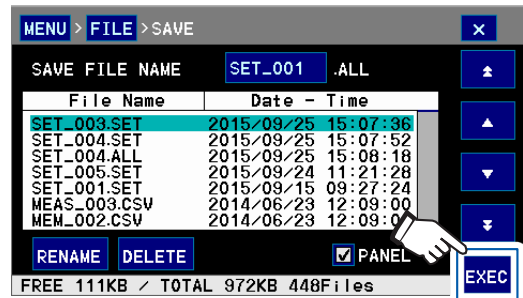 MENU > FILE > SAVE ×
SAVE FILE NAME SET_001 .ALL
File Name Date - Time
SET_003.SET 2015/09/25 15:07:36
SET_004.SET 2015/09/25 15:07:52
SET_004.ALL 2015/09/25 15:08:18
SET_005.SET 2015/09/24 11:21:28
SET_001.SET 2015/09/15 09:27:24
MEAS_003.CSV 2014/06/23 12:09:00
MEM_002.CSV 2014/06/23 12:09:0
RENAME DELETE PANEL
EXEC
FREE 111KB / TOTAL 972KB 448Files